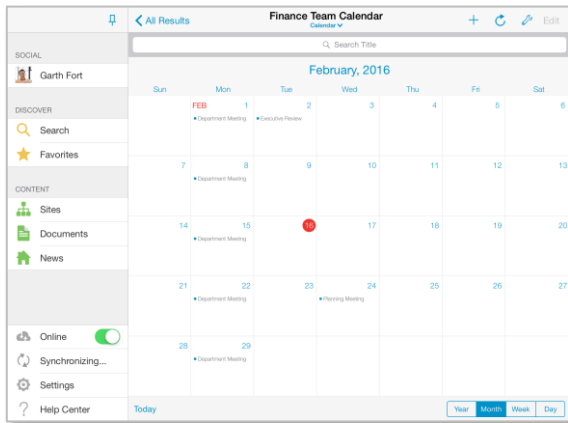 All Results
Finance Team Calendar
Calendar
Edit
Search Title
SOCIAL
Garth Fort
DISCOVER
Search
Favorites
CONTENT
Sites
Documents
News
Online
Synchronizing...
Settings
Help Center
February, 2016
Sun Mon Tue Wed Thu Fri Sat
FEB 1 2 3 4 5 6
Department Meeting Executive Review
7 8 9 10 11 12 13
Department Meeting
14 15 16 17 18 19 20
Department Meeting
21 22 23 24 25 26 27
Department Meeting Planning Meeting
28 29
Department Meeting
Today
Year Month Week Day